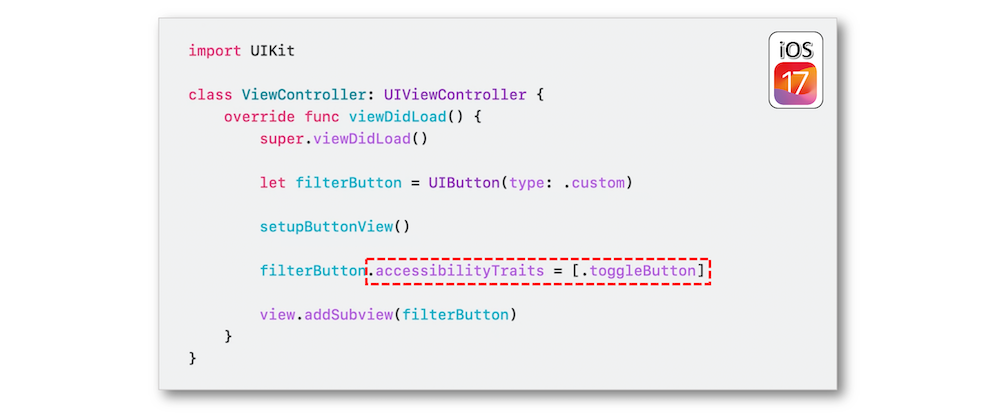 import UIKit
iOS
17
class ViewController: UIViewController {
    override func viewDidLoad() {
        super.viewDidLoad()
        let filterButton = UIButton(type: .custom)
        setupButtonView()
        filterButton.accessibilityTraits = [.toggleButton]
        view.addSubview(filterButton)
    }
}